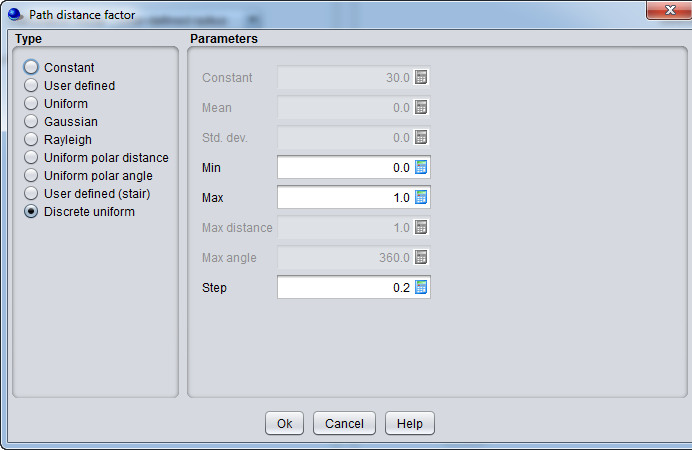 Path distance factor
Type
Constant
User defined
Uniform
Gaussian
Rayleigh
Uniform polar distance
Uniform polar angle
User defined (stair)
Discrete uniform
Parameters
Constant 30.0
Mean 0.0
Std. dev. 0.0
Min 0.0
Max 1.0
Max distance 1.0
Max angle 360.0
Step 0.2
Ok Cancel Help